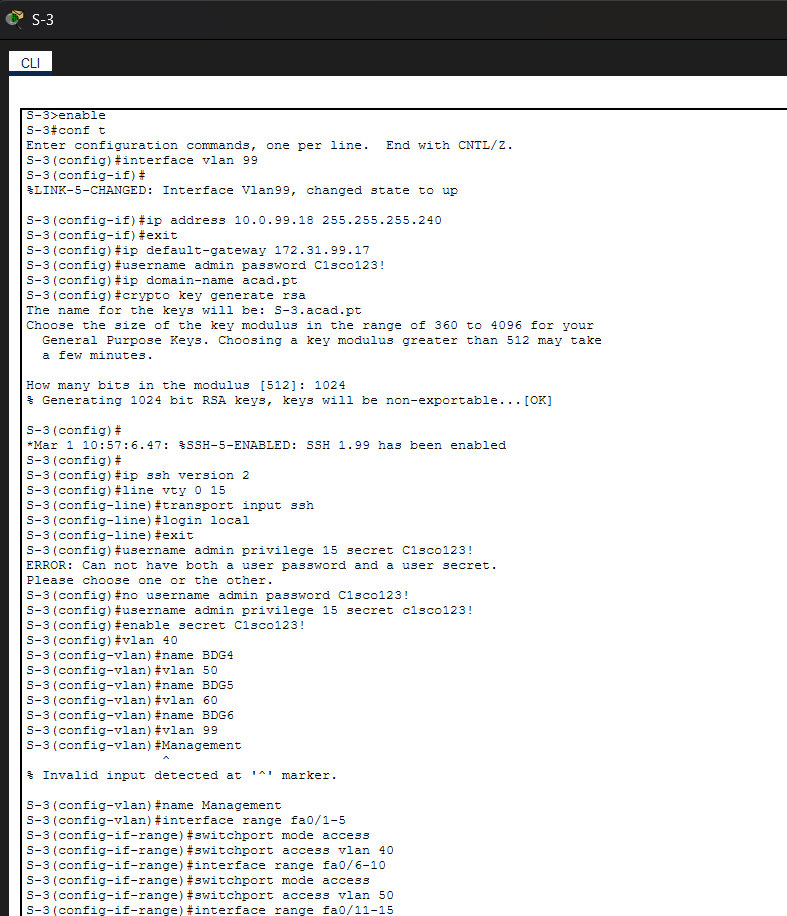 S-3
CLI
S-3>enable
S-3#conf t
Enter configuration commands, one per line.  End with CNTL/Z.
S-3(config)#interface vlan 99
S-3(config-if)#
%LINK-5-CHANGED: Interface Vlan99, changed state to up
S-3(config-if)#ip address 10.0.99.18 255.255.255.240
S-3(config-if)#exit
S-3(config)#ip default-gateway 172.31.99.17
S-3(config)#username admin password C1sco123!
S-3(config)#ip domain-name acad.pt
S-3(config)#crypto key generate rsa
The name for the keys will be: S-3.acad.pt
Choose the size of the key modulus in the range of 360 to 4096 for your
  General Purpose Keys. Choosing a key modulus greater than 512 may take
  a few minutes.
How many bits in the modulus [512]: 1024
% Generating 1024 bit RSA keys, keys will be non-exportable...[OK]
S-3(config)#
*Mar 1 10:57:6.47: %SSH-5-ENABLED: SSH 1.99 has been enabled
S-3(config)#
S-3(config)#ip ssh version 2
S-3(config)#line vty 0 15
S-3(config-line)#transport input ssh
S-3(config-line)#login local
S-3(config-line)#exit
S-3(config)#username admin privilege 15 secret C1sco123!
ERROR: Can not have both a user password and a user secret.
Please choose one or the other.
S-3(config)#no username admin password C1sco123!
S-3(config)#username admin privilege 15 secret c1sco123!
S-3(config)#enable secret C1sco123!
S-3(config)#vlan 40
S-3(config-vlan)#name BDG4
S-3(config-vlan)#vlan 50
S-3(config-vlan)#name BDG5
S-3(config-vlan)#vlan 60
S-3(config-vlan)#name BDG6
S-3(config-vlan)#vlan 99
S-3(config-vlan)#Management
^
% Invalid input detected at '^' marker.
S-3(config-vlan)#name Management
S-3(config-vlan)#interface range fa0/1-5
S-3(config-if-range)#switchport mode access
S-3(config-if-range)#switchport access vlan 40
S-3(config-if-range)#interface range fa0/6-10
S-3(config-if-range)#switchport mode access
S-3(config-if-range)#switchport access vlan 50
S-3(config-if-range)#interface range fa0/11-15